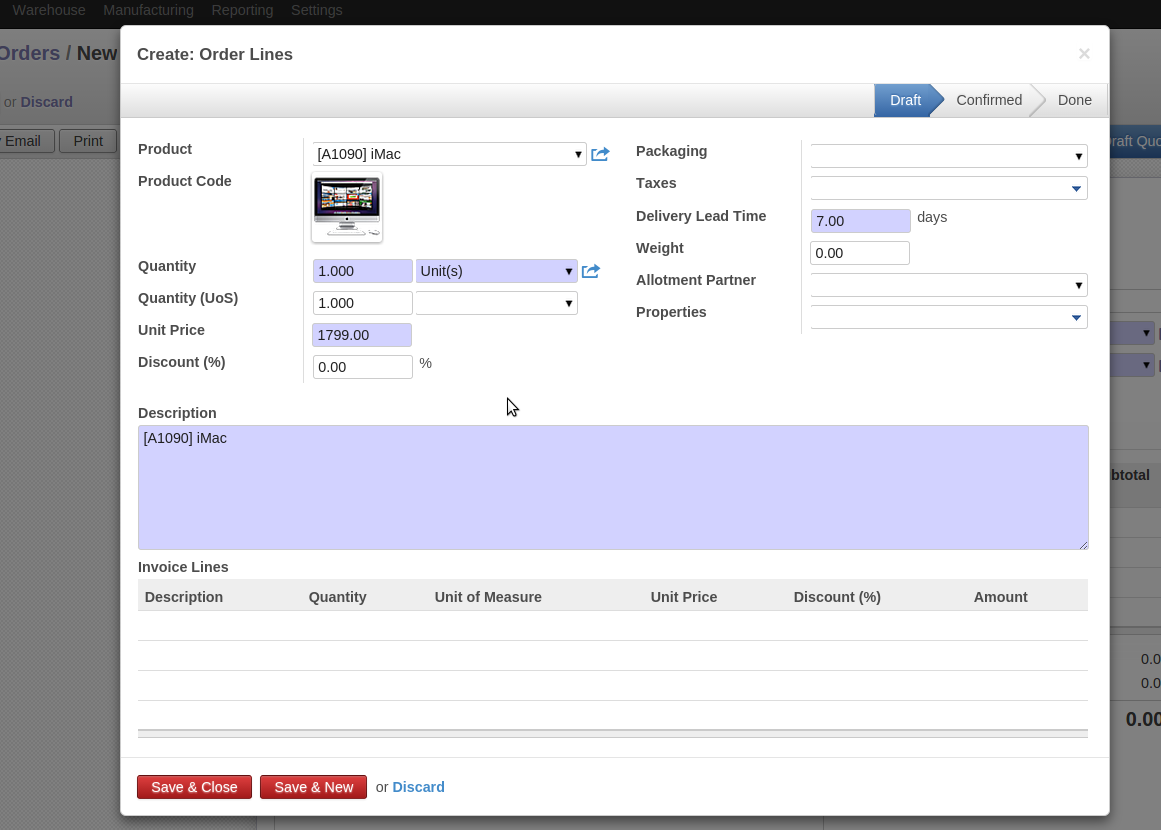 Warehouse Manufacturing Reporting Settings
Orders / New
or Discard
Email Print
Create: Order Lines ×
Draft Confirmed Done
Product [A1090] iMac
Product Code
Quantity 1.000 Unit(s)
Quantity (UoS) 1.000
Unit Price 1799.00
Discount (%) 0.00 %
Packaging
Taxes
Delivery Lead Time 7.00 days
Weight 0.00
Allotment Partner
Properties
Description
[A1090] iMac
Invoice Lines
Description Quantity Unit of Measure Unit Price Discount (%) Amount
Save & Close Save & New or Discard
raft Quo
btotal
0.0
0.0
0.00